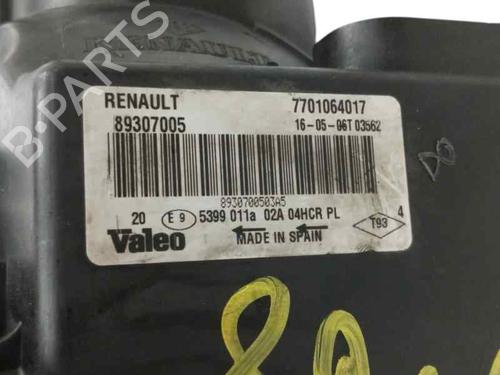 RENAULT
B-PARTS
RENAULT 7701064017
89307005 16-05-06T 03562
8930700503A5
20 E9 5399 011a 02A 04HCR PL 4
Valeo MADE IN SPAIN T93